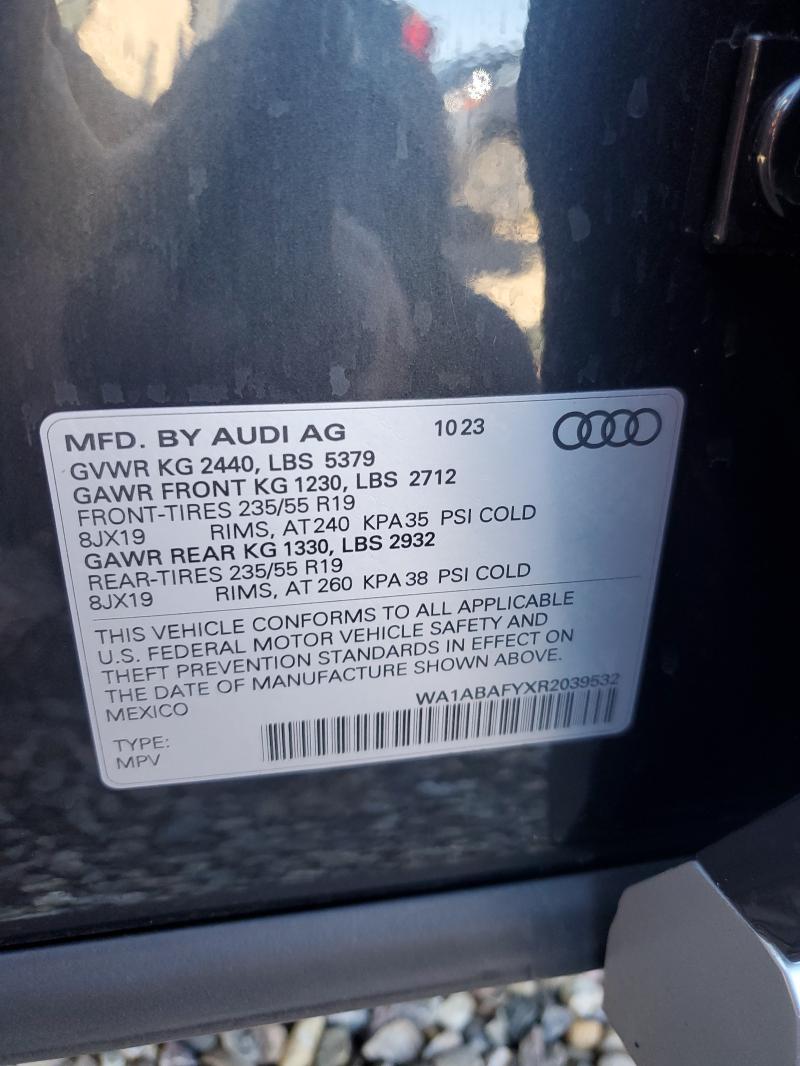 MFD. BY AUDI AG 10 23
GVWR KG 2440, LBS 5379
GAWR FRONT KG 1230, LBS 2712
FRONT-TIRES 235/55 R19
8JX19 RIMS, AT 240 KPA 35 PSI COLD
GAWR REAR KG 1330, LBS 2932
REAR-TIRES 235/55 R19
8JX19 RIMS, AT 260 KPA 38 PSI COLD
THIS VEHICLE CONFORMS TO ALL APPLICABLE
U.S. FEDERAL MOTOR VEHICLE SAFETY AND
THEFT PREVENTION STANDARDS IN EFFECT ON
THE DATE OF MANUFACTURE SHOWN ABOVE.
MEXICO WA1ABAFYXR2039532
TYPE:
MPV